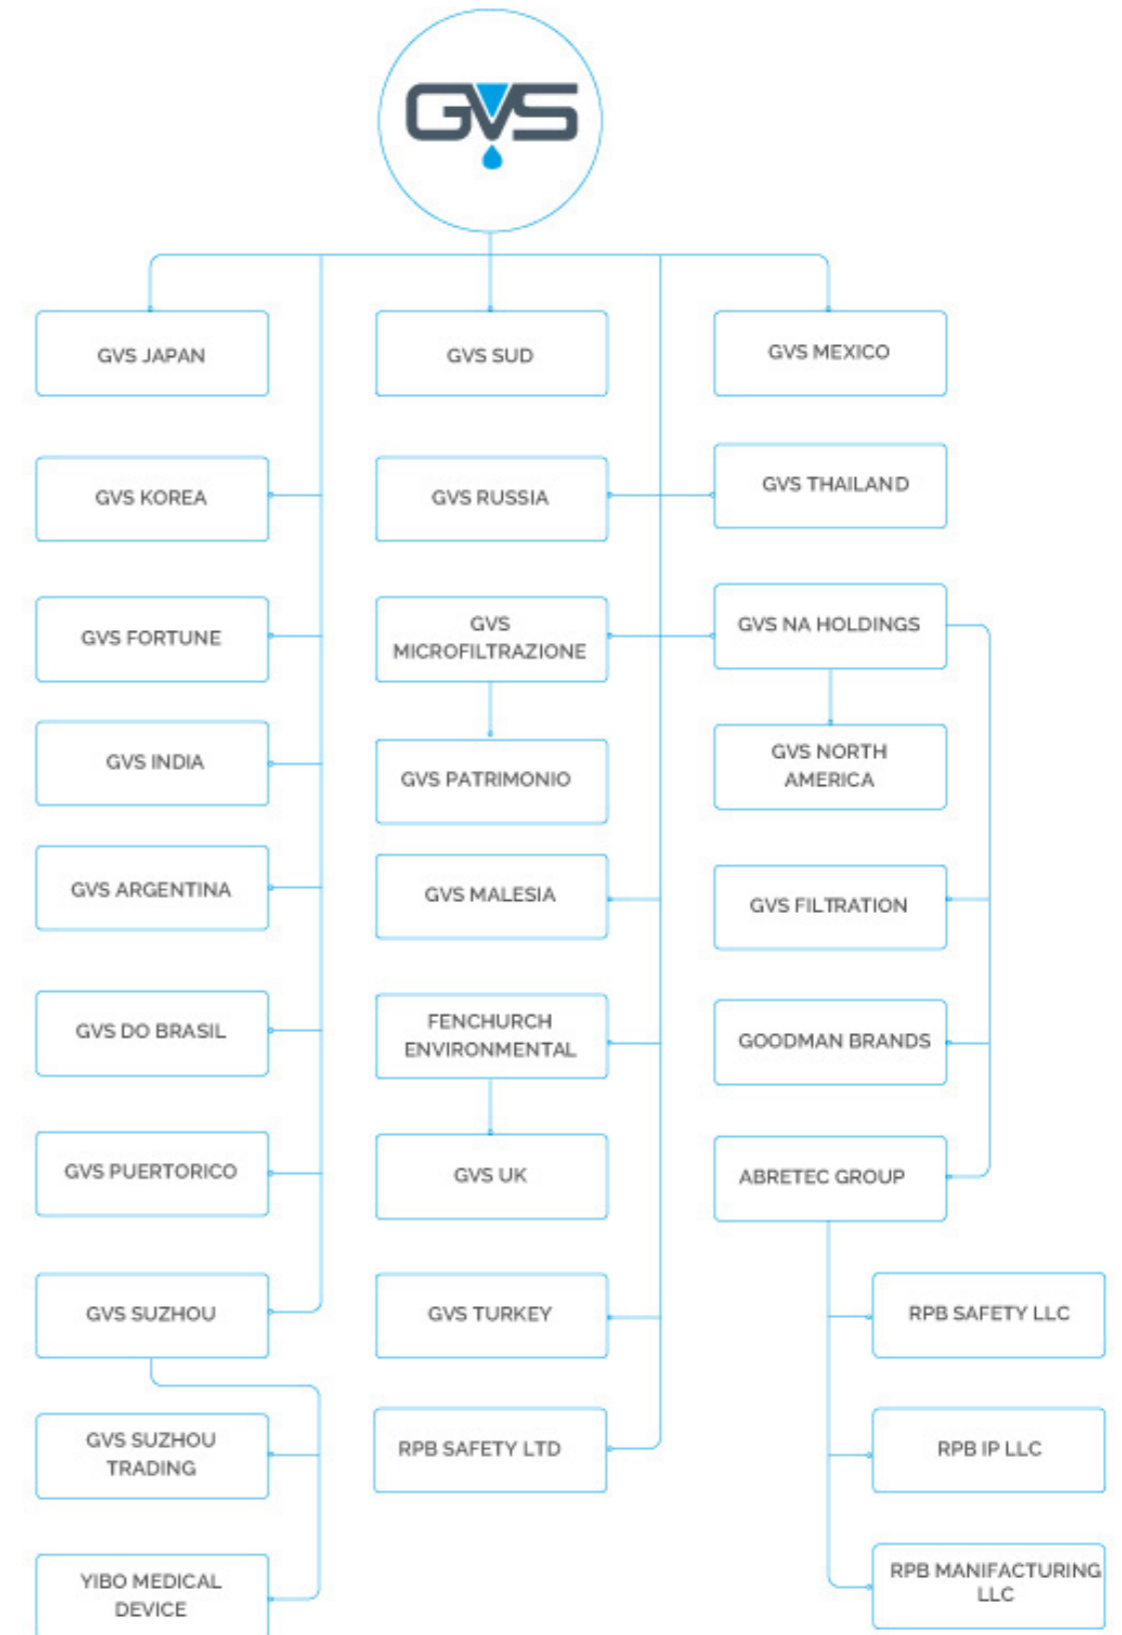 GVS
GVS JAPAN
GVS SUD
GVS MEXICO
GVS KOREA
GVS RUSSIA
GVS THAILAND
GVS FORTUNE
GVS
MICROFILTRAZIONE
GVS NA HOLDINGS
GVS INDIA
GVS PATRIMONIO
GVS NORTH
AMERICA
GVS ARGENTINA
GVS MALESIA
GVS FILTRATION
GVS DO BRASIL
FENCHURCH
ENVIRONMENTAL
GOODMAN BRANDS
GVS PUERTORICO
GVS UK
ABRETEC GROUP
GVS SUZHOU
GVS TURKEY
RPB SAFETY LLC
GVS SUZHOU
TRADING
RPB SAFETY LTD
RPB IP LLC
YIBO MEDICAL
DEVICE
RPB MANIFACTURING
LLC